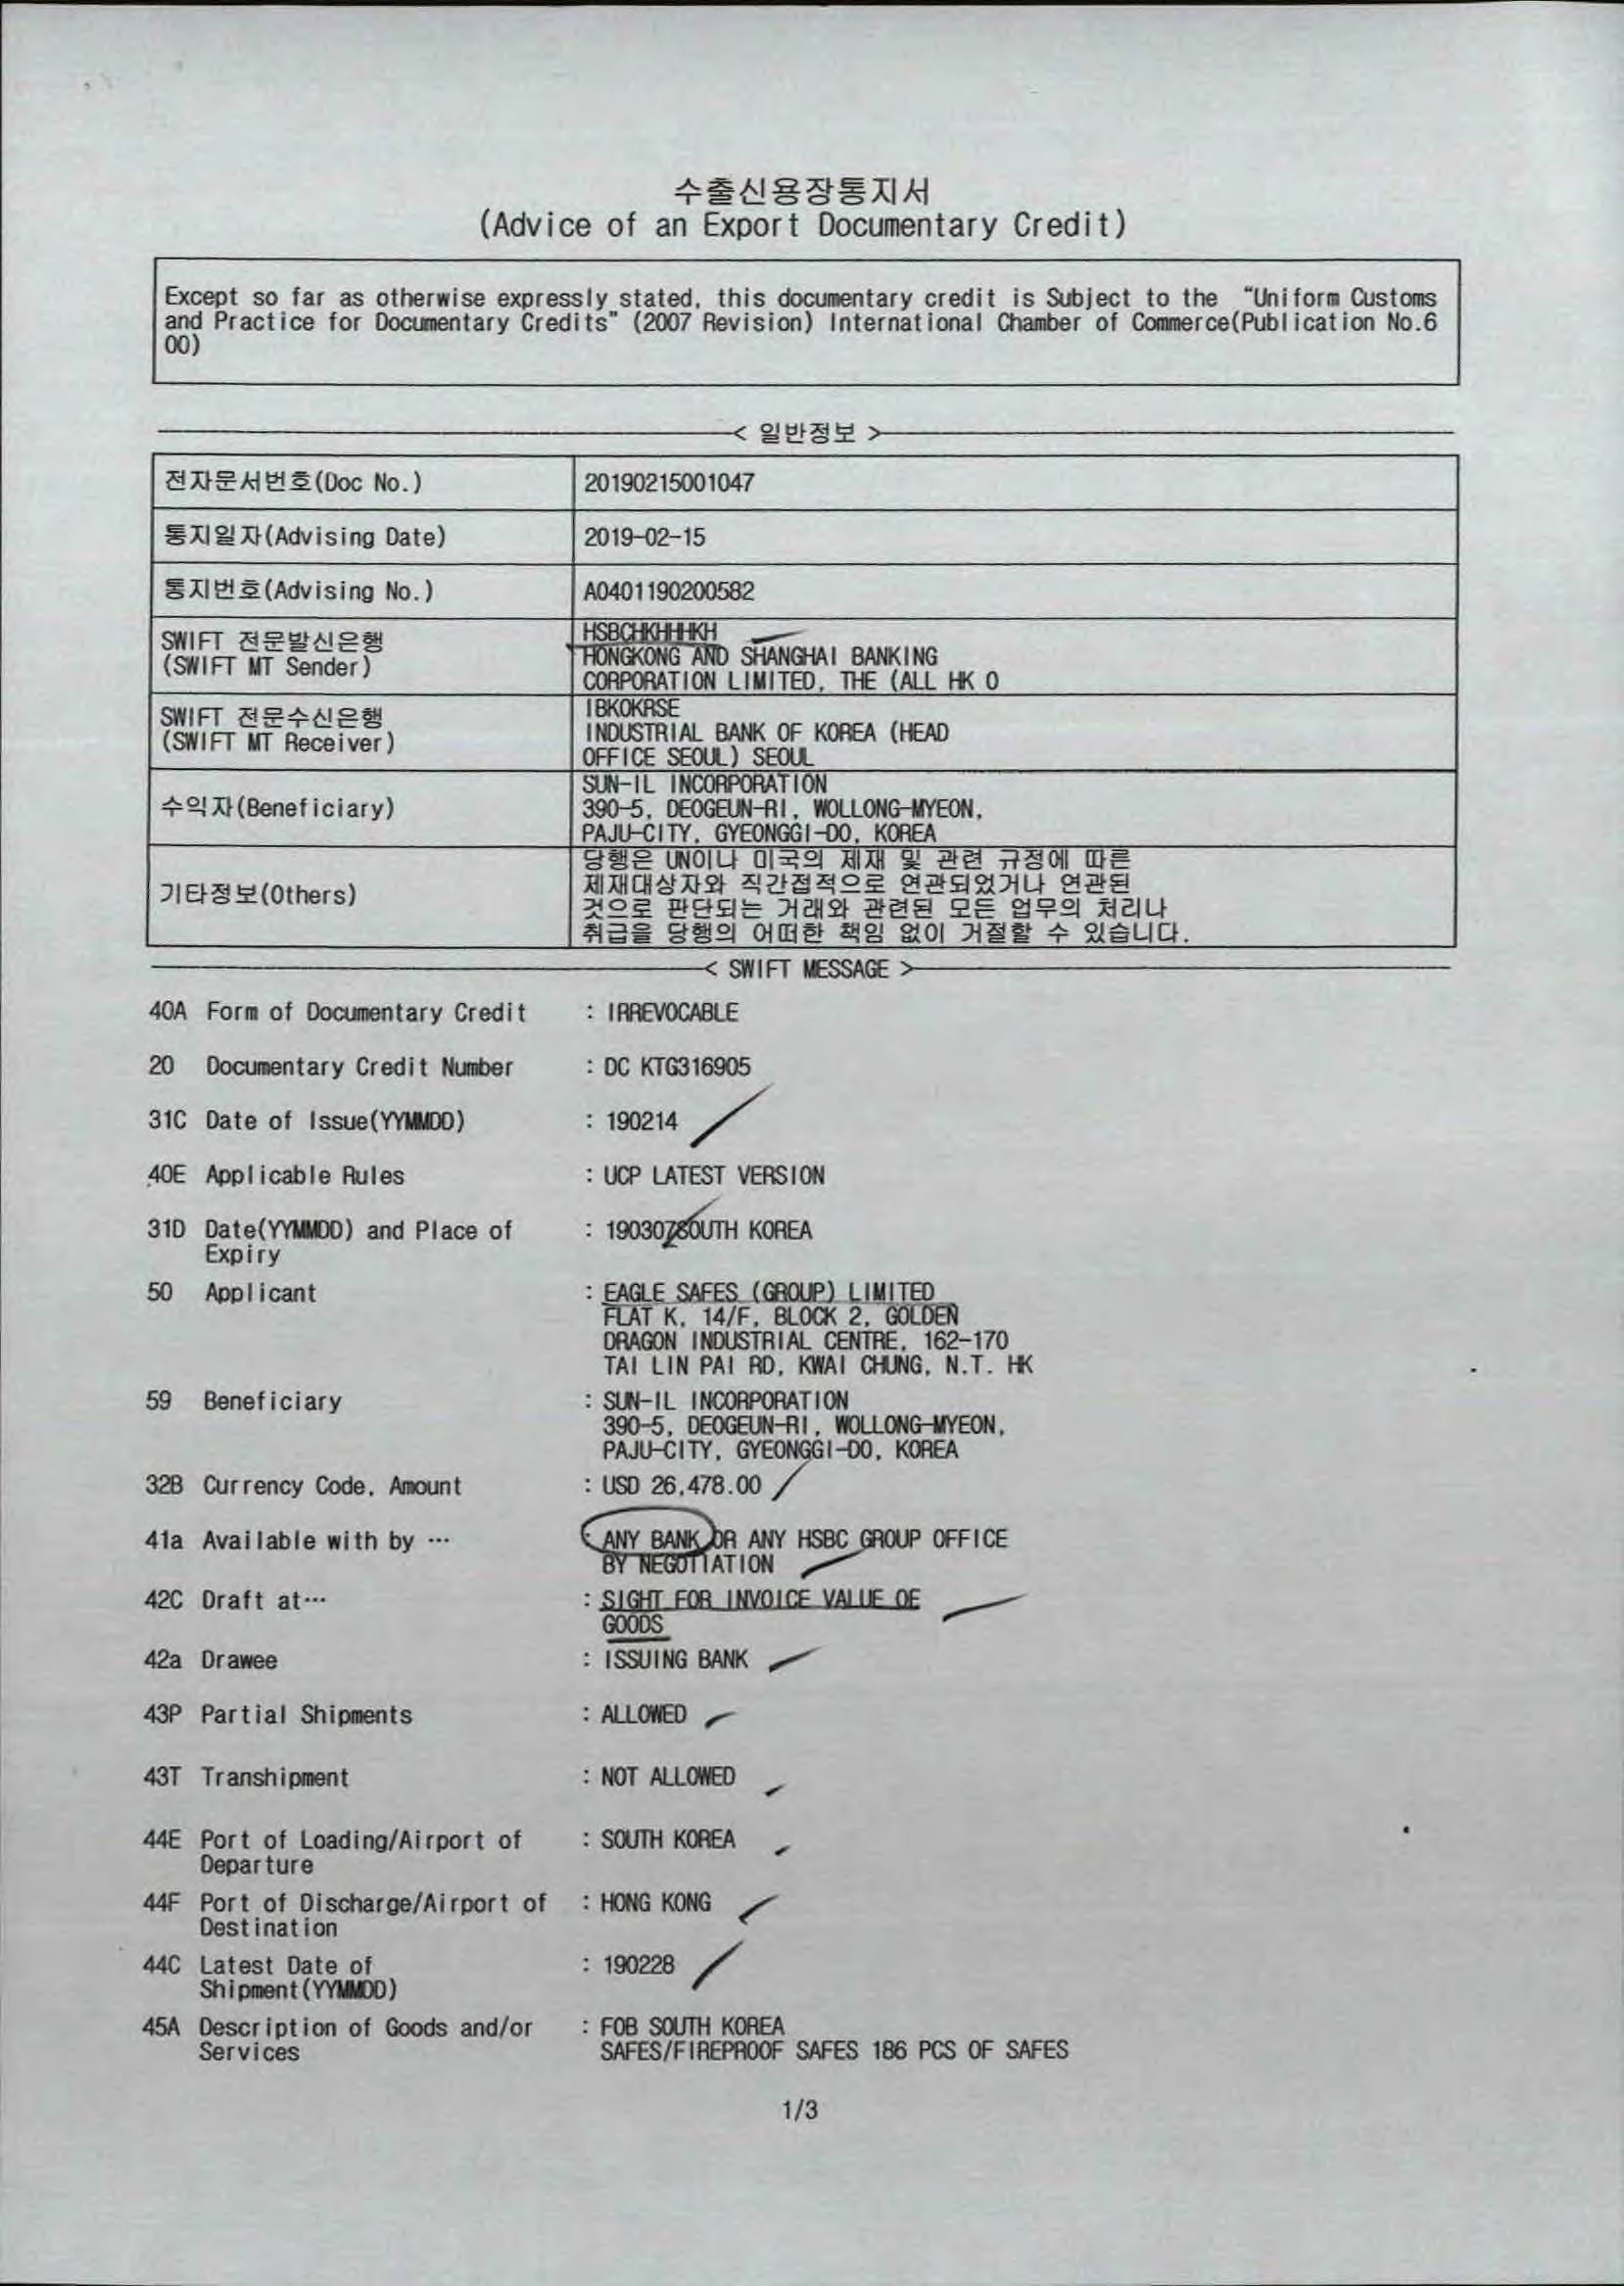 수출신용장통지서
(Advice of an Export Documentary Credit)
Except so far as otherwise expressly stated, this documentary credit is Subject to the "Uniform Customs
and Practice for Documentary Credits" (2007 Revision) International Chamber of Commerce(Publication No.6
00)
< 일반정보 >
전자문서번호(Doc No.) 20190215001047
통지일자(Advising Date) 2019-02-15
통지번호(Advising No.) A0401190200582
SWIFT 전문발신은행
(SWIFT MT Sender)
HSBCHKHHHKH
HONGKONG AND SHANGHAI BANKING
CORPORATION LIMITED, THE (ALL HK O
SWIFT 전문수신은행
(SWIFT MT Receiver)
IBKOKRSE
INDUSTRIAL BANK OF KOREA (HEAD
OFFICE SEOUL) SEOUL
수익자(Beneficiary)
SUN-IL INCORPORATION
390-5, DEOGEUN-RI, WOLLONG-MYEON,
PAJU-CITY, GYEONGGI-DO, KOREA
기타정보(Others)
당행은 UN이나 미국의 제재 및 관련 규정에 따른
제재대상자와 직간접적으로 연관되었거나 연관된
것으로 판단되는 거래와 관련된 모든 업무의 처리나
취급을 당행의 어떠한 책임 없이 거절할 수 있습니다.
< SWIFT MESSAGE >
40A Form of Documentary Credit : IRREVOCABLE
20 Documentary Credit Number : DC KTG316905
31C Date of Issue(YYMMDD) : 190214
40E Applicable Rules : UCP LATEST VERSION
31D Date(YYMMDD) and Place of : 190307SOUTH KOREA
Expiry
50 Applicant : EAGLE SAFES (GROUP) LIMITED
FLAT K, 14/F, BLOCK 2, GOLDEN
DRAGON INDUSTRIAL CENTRE, 162-170
TAI LIN PAI RD, KWAI CHUNG, N.T. HK
59 Beneficiary : SUN-IL INCORPORATION
390-5, DEOGEUN-RI, WOLLONG-MYEON,
PAJU-CITY, GYEONGGI-DO, KOREA
32B Currency Code, Amount : USD 26,478.00
41a Available with by ··· : ANY BANK OR ANY HSBC GROUP OFFICE
BY NEGOTIATION
42C Draft at··· : SIGHT FOR INVOICE VALUE OF
GOODS
42a Drawee : ISSUING BANK
43P Partial Shipments : ALLOWED
43T Transhipment : NOT ALLOWED
44E Port of Loading/Airport of : SOUTH KOREA
Departure
44F Port of Discharge/Airport of : HONG KONG
Destination
44C Latest Date of : 190228
Shipment(YYMMDD)
45A Description of Goods and/or : FOB SOUTH KOREA
Services SAFES/FIREPROOF SAFES 186 PCS OF SAFES
1/3